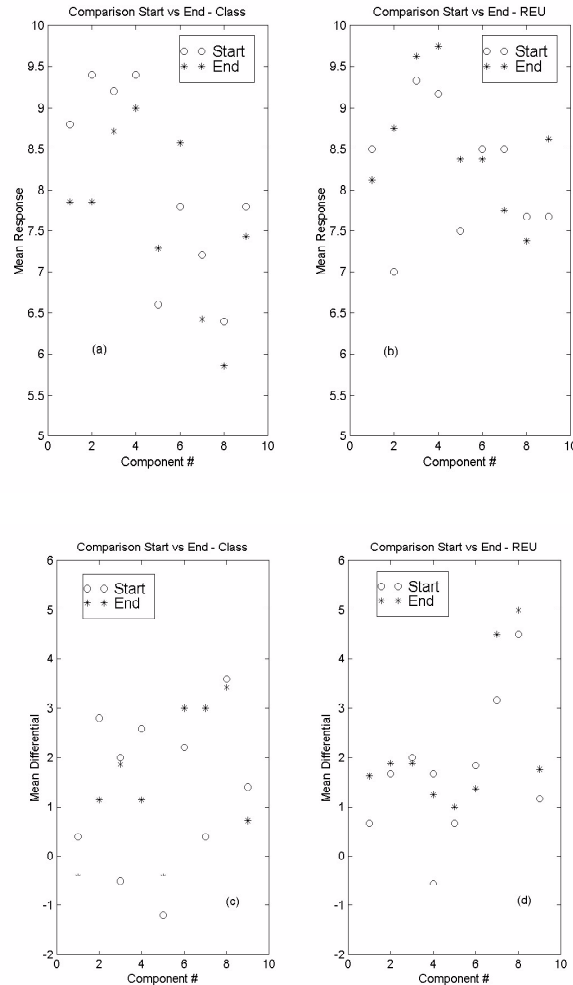 Comparison Start vs End - Class
Start
End
10
9.5
9
8.5
8
7.5
7
6.5
6
5.5
5
Mean Response
(a)
0 2 4 6 8 10
Component #
Comparison Start vs End - REU
Start
End
10
9.5
9
8.5
8
7.5
7
6.5
6
5.5
5
Mean Response
(b)
0 2 4 6 8 10
Component #
Comparison Start vs End - Class
Start
End
6
5
4
3
2
1
0
-1
-2
Mean Differential
(c)
0 2 4 6 8 10
Component #
Comparison Start vs End - REU
Start
End
6
5
4
3
2
1
0
-1
-2
Mean Differential
(d)
0 2 4 6 8 10
Component #